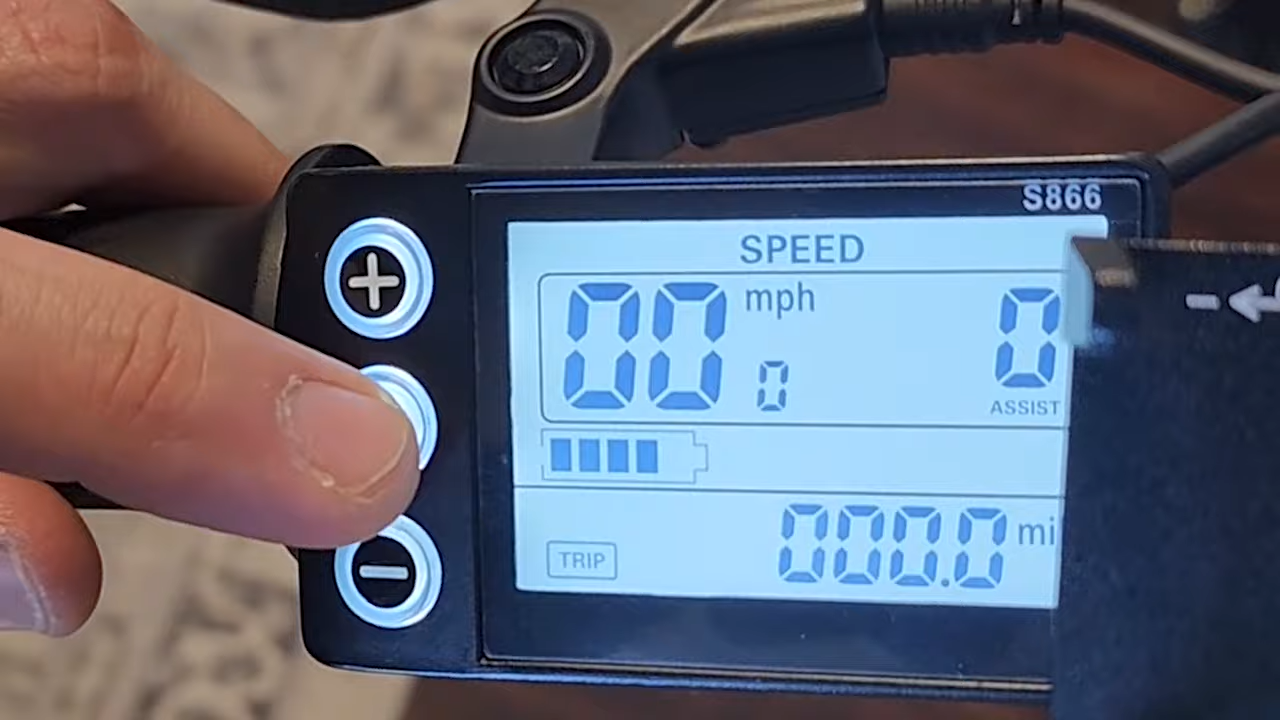 S866
SPEED
00 mph 0
0
ASSIST
TRIP 000.0 mi
+
-